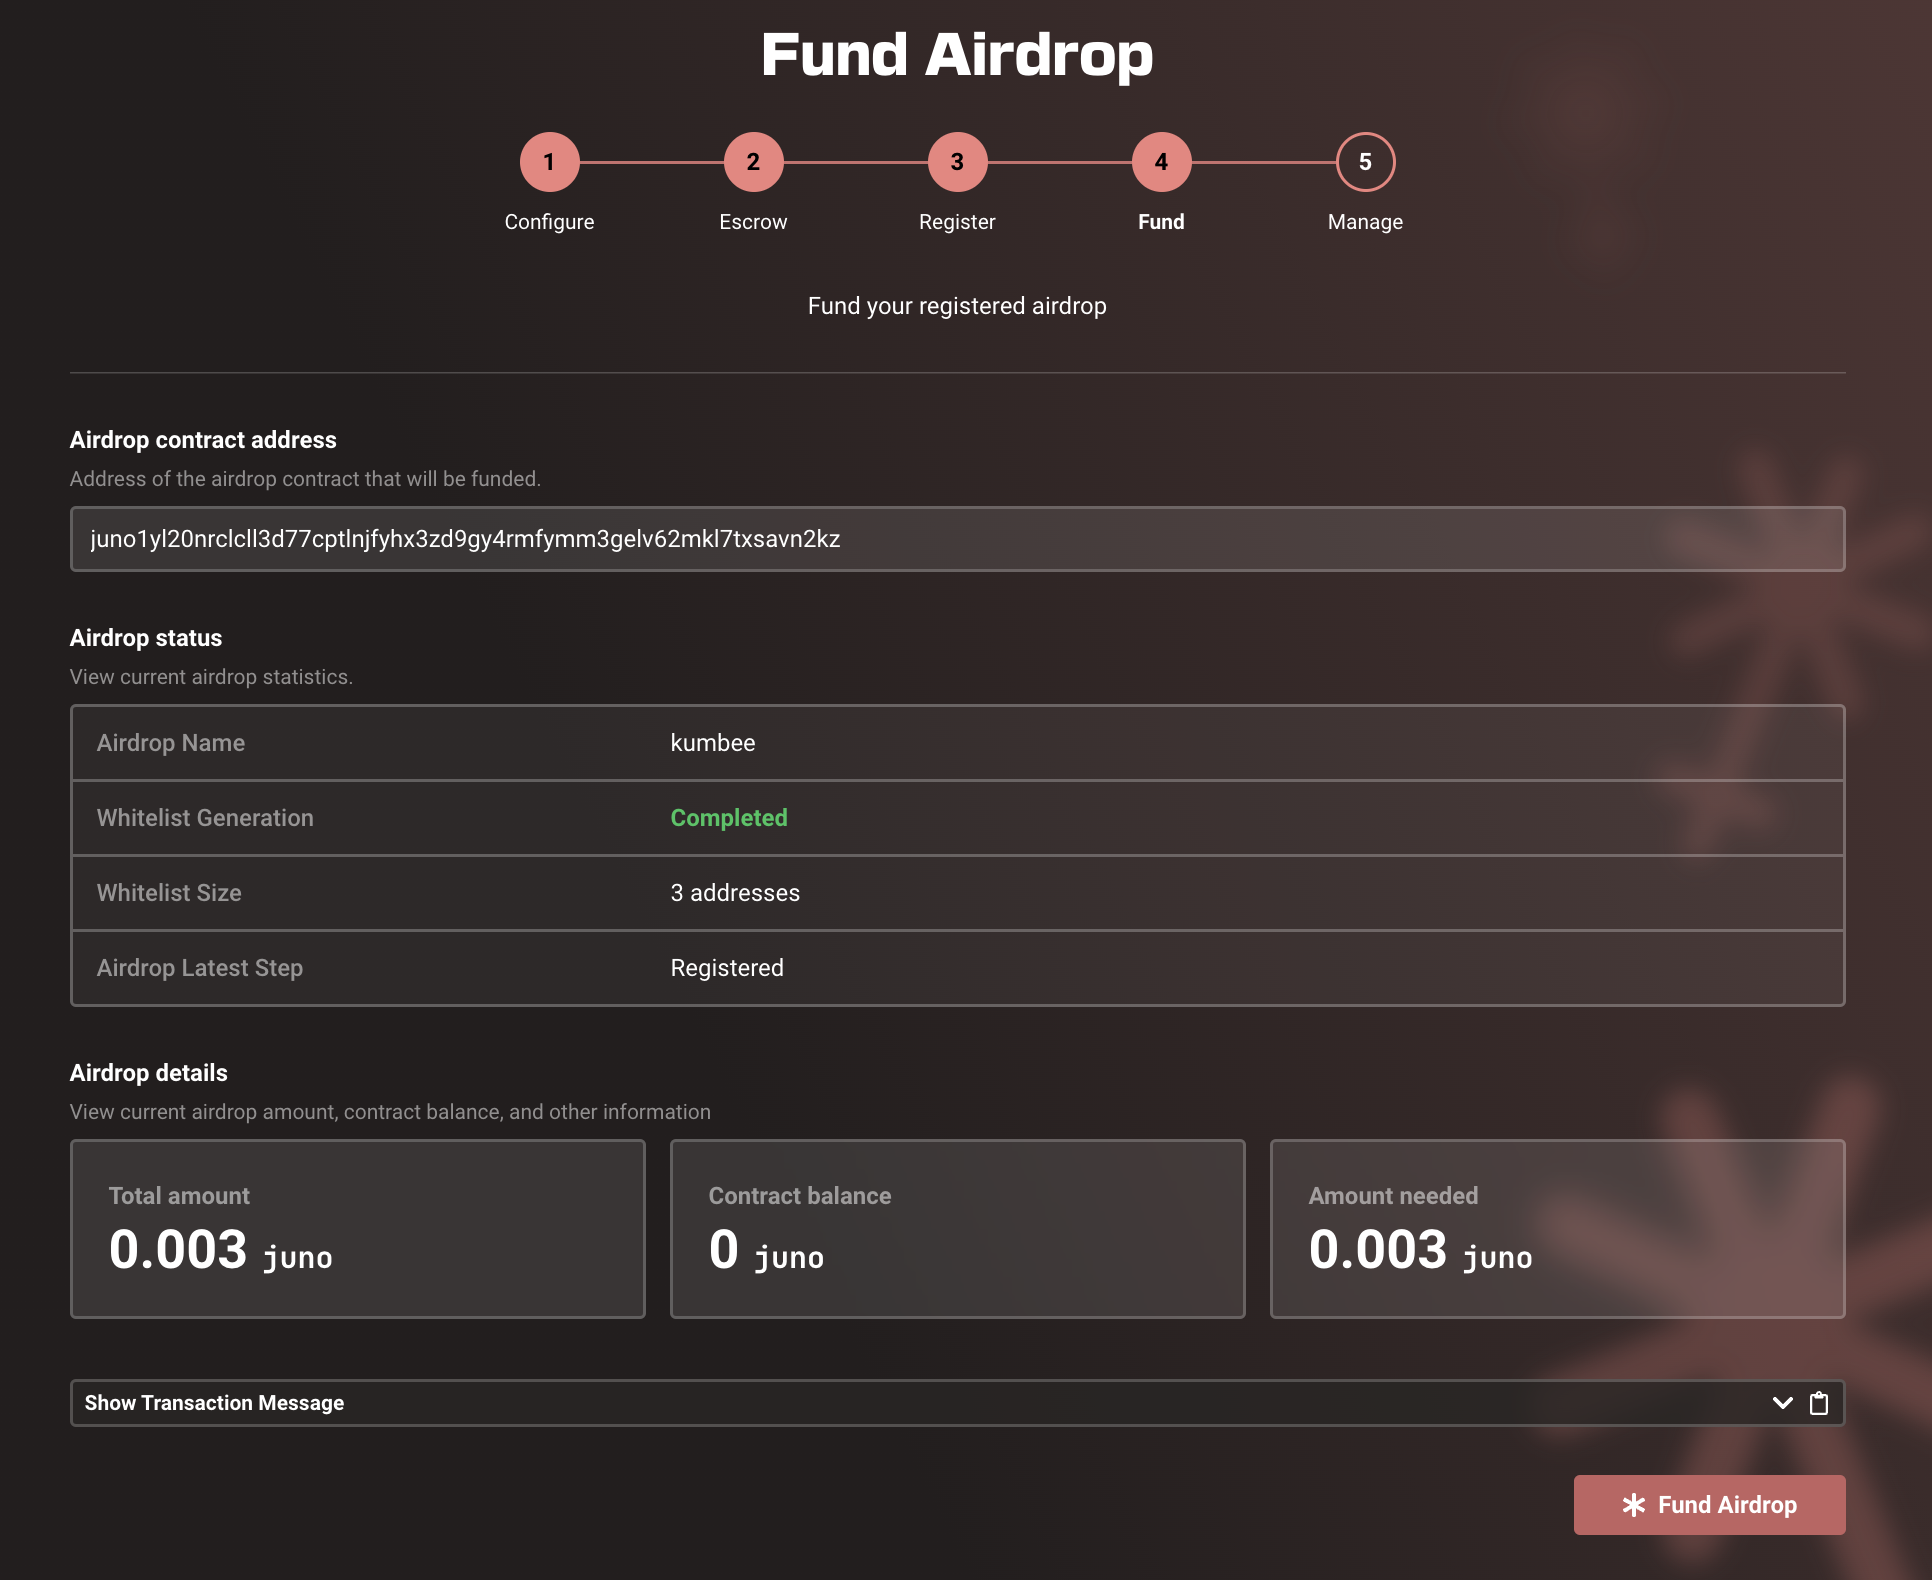 Fund Airdrop
1 2 3 4 5
Configure Escrow Register Fund Manage
Fund your registered airdrop
Airdrop contract address
Address of the airdrop contract that will be funded.
juno1yl20nrclcll3d77cptlnjfyhx3zd9gy4rmfymm3gelv62mkl7txsavn2kz
Airdrop status
View current airdrop statistics.
Airdrop Name kumbee
Whitelist Generation Completed
Whitelist Size 3 addresses
Airdrop Latest Step Registered
Airdrop details
View current airdrop amount, contract balance, and other information
Total amount Contract balance Amount needed
0.003 juno 0 juno 0.003 juno
Show Transaction Message
Fund Airdrop